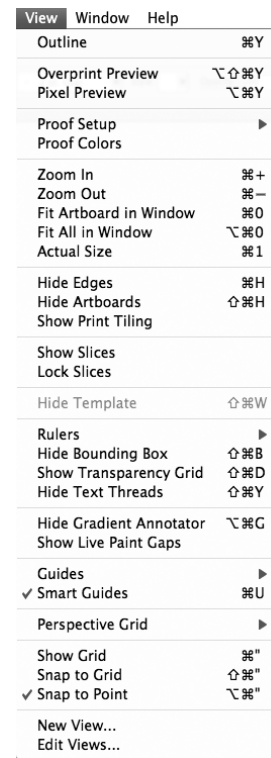 View Window Help
Outline ⌘Y
Overprint Preview ⌥⇧⌘Y
Pixel Preview ⌥⌘Y
Proof Setup ▶
Proof Colors
Zoom In ⌘+
Zoom Out ⌘−
Fit Artboard in Window ⌘0
Fit All in Window ⌥⌘0
Actual Size ⌘1
Hide Edges ⌘H
Hide Artboards ⇧⌘H
Show Print Tiling
Show Slices
Lock Slices
Hide Template ⇧⌘W
Rulers ▶
Hide Bounding Box ⇧⌘B
Show Transparency Grid ⇧⌘D
Hide Text Threads ⇧⌘Y
Hide Gradient Annotator ⌥⌘G
Show Live Paint Gaps
Guides ▶
✓ Smart Guides ⌘U
Perspective Grid ▶
Show Grid ⌘"
Snap to Grid ⇧⌘"
✓ Snap to Point ⌥⌘"
New View...
Edit Views...